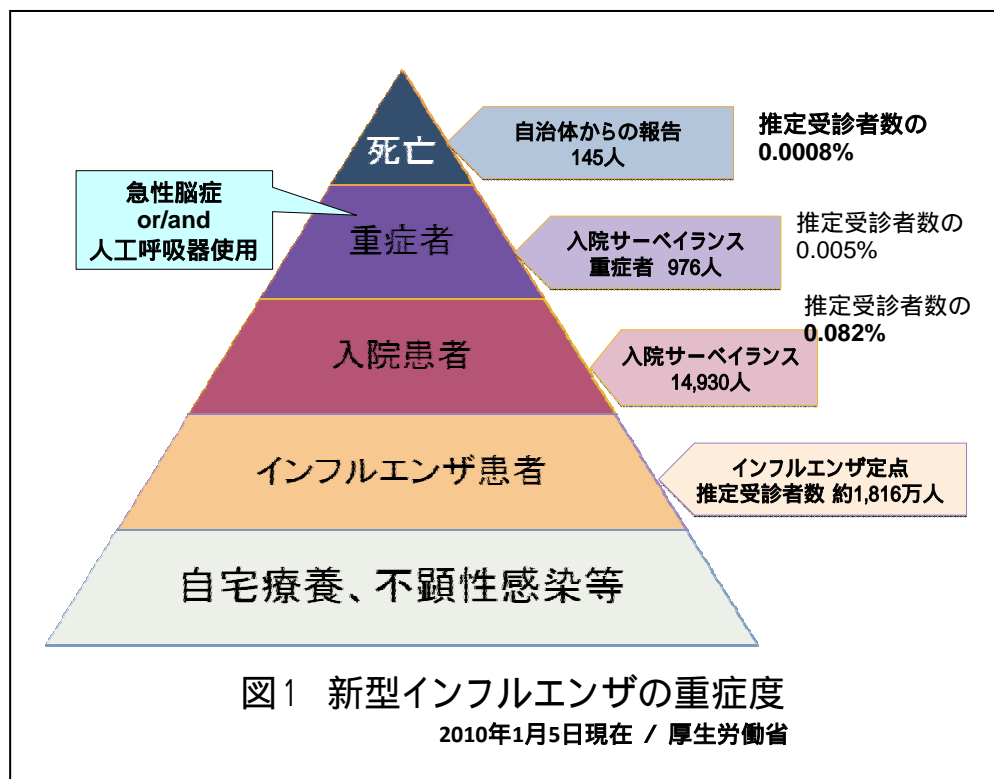 死亡
自治体からの報告
145人
推定受診者数の
0.0008%
急性脳症
or/and
人工呼吸器使用
重症者
入院サーベイランス
重症者 976人
推定受診者数の
0.005%
推定受診者数の
0.082%
入院患者
入院サーベイランス
14,930人
インフルエンザ患者
インフルエンザ定点
推定受診者数 約1,816万人
自宅療養、不顕性感染等
図1 新型インフルエンザの重症度
2010年1月5日現在 / 厚生労働省